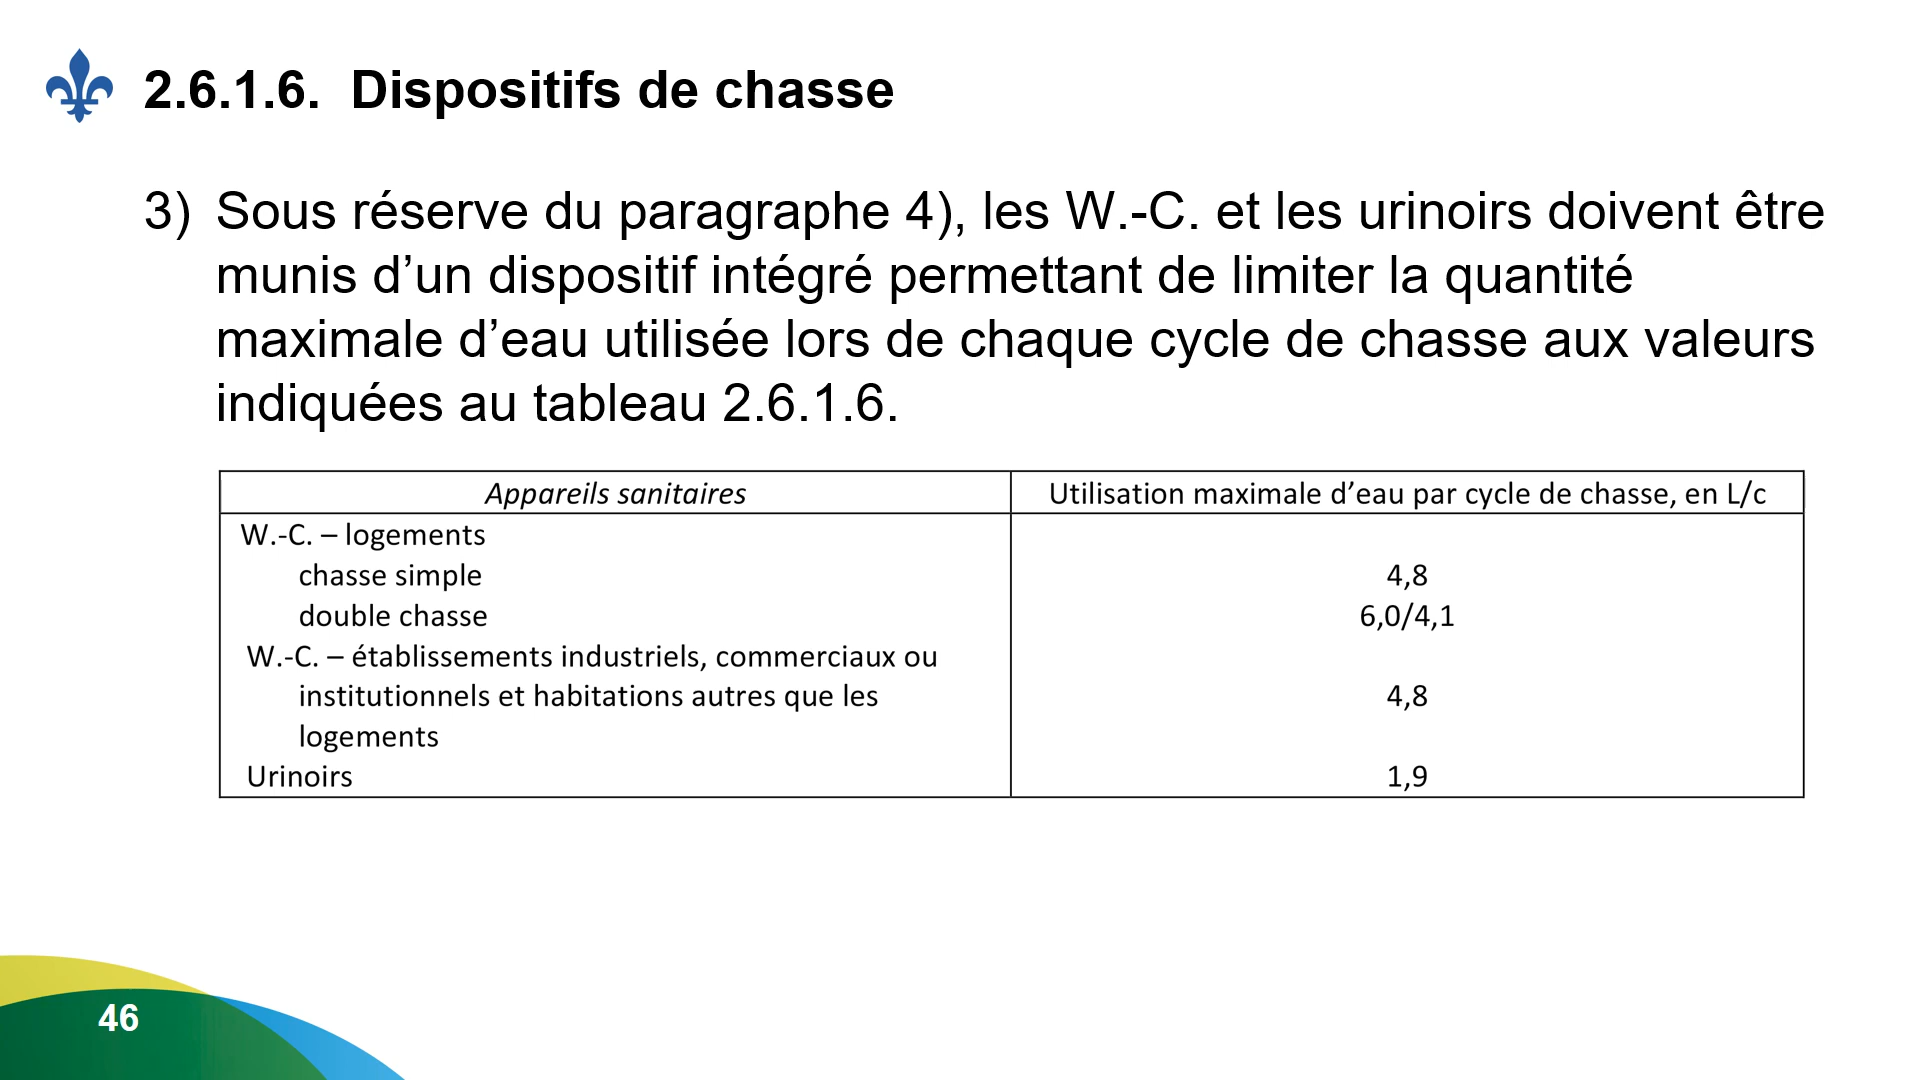 2.6.1.6. Dispositifs de chasse
3) Sous réserve du paragraphe 4), les W.-C. et les urinoirs doivent être
munis d’un dispositif intégré permettant de limiter la quantité
maximale d’eau utilisée lors de chaque cycle de chasse aux valeurs
indiquées au tableau 2.6.1.6.
Appareils sanitaires Utilisation maximale d’eau par cycle de chasse, en L/c
W.-C. – logements
chasse simple 4,8
double chasse 6,0/4,1
W.-C. – établissements industriels, commerciaux ou
institutionnels et habitations autres que les 4,8
logements
Urinoirs 1,9
46